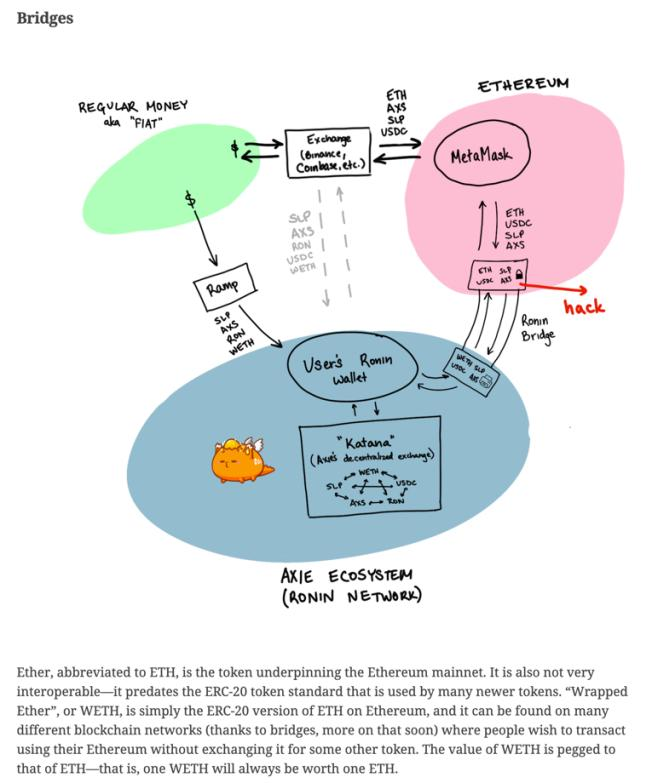 Bridges
ETHEREUM
REGULAR MONEY
aka "FIAT"
ETH
AXS
SLP
USDC
$
Exchange
(Binance,
Coinbase, etc.)
MetaMask
$
SLP
AXS
RON
USDC
WETH
ETH
USDC
SLP
AXS
ETH SLP
USDC AXS
hack
Ramp
SLP
AXS
RON
WETH
Ronin
Bridge
User's Ronin
Wallet
WETH SLP
USDC AXS
"Katana"
(Axie's decentralized exchange)
WETH
SLP USDC
AXS RON
AXIE ECOSYSTEM
(RONIN NETWORK)
Ether, abbreviated to ETH, is the token underpinning the Ethereum mainnet. It is also not very
interoperable—it predates the ERC-20 token standard that is used by many newer tokens. “Wrapped
Ether”, or WETH, is simply the ERC-20 version of ETH on Ethereum, and it can be found on many
different blockchain networks (thanks to bridges, more on that soon) where people wish to transact
using their Ethereum without exchanging it for some other token. The value of WETH is pegged to
that of ETH—that is, one WETH will always be worth one ETH.